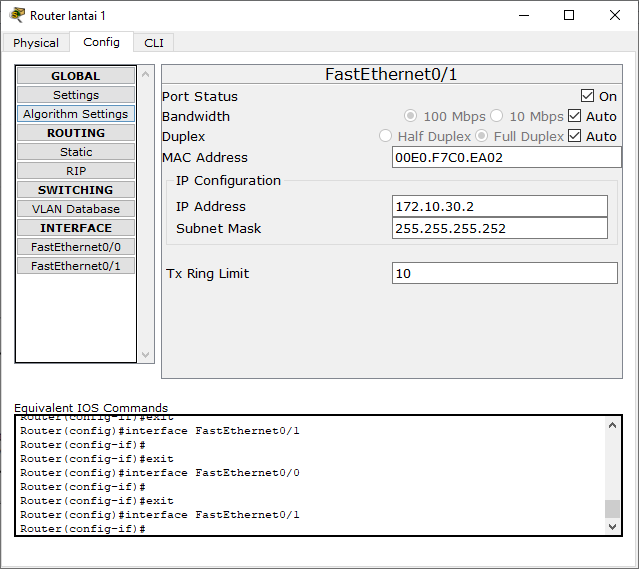 Router lantai 1
Physical Config CLI
GLOBAL
Settings
Algorithm Settings
ROUTING
Static
RIP
SWITCHING
VLAN Database
INTERFACE
FastEthernet0/0
FastEthernet0/1
FastEthernet0/1
Port Status On
Bandwidth 100 Mbps 10 Mbps Auto
Duplex Half Duplex Full Duplex Auto
MAC Address 00E0.F7C0.EA02
IP Configuration
IP Address 172.10.30.2
Subnet Mask 255.255.255.252
Tx Ring Limit 10
Equivalent IOS Commands
Router(config-if)#exit
Router(config)#interface FastEthernet0/1
Router(config-if)#
Router(config-if)#exit
Router(config)#interface FastEthernet0/0
Router(config-if)#
Router(config-if)#exit
Router(config)#interface FastEthernet0/1
Router(config-if)#